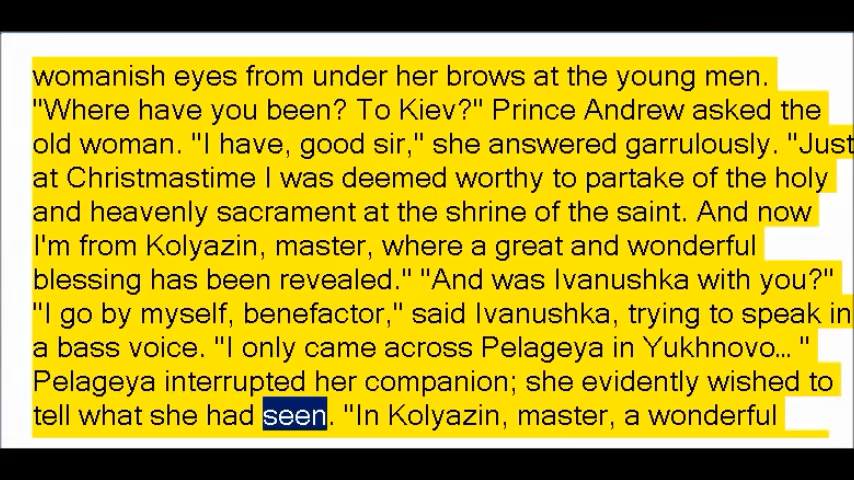 womanish eyes from under her brows at the young men.
"Where have you been? To Kiev?" Prince Andrew asked the
old woman. "I have, good sir," she answered garrulously. "Just
at Christmastime I was deemed worthy to partake of the holy
and heavenly sacrament at the shrine of the saint. And now
I'm from Kolyazin, master, where a great and wonderful
blessing has been revealed." "And was Ivanushka with you?"
"I go by myself, benefactor," said Ivanushka, trying to speak in
a bass voice. "I only came across Pelageya in Yukhnovo... "
Pelageya interrupted her companion; she evidently wished to
tell what she had seen. "In Kolyazin, master, a wonderful